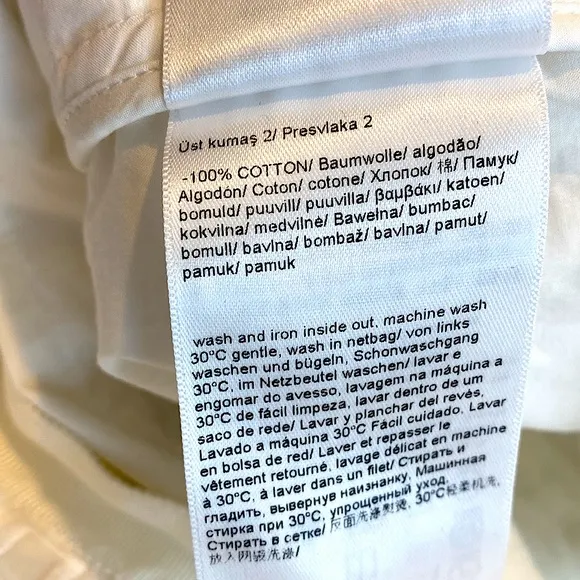 Üst kumaş 2/ Presvlaka 2
-100% COTTON/ Baumwolle/ algodão/
Algodón/ Coton/ cotone/ Хлопок/ 棉/ Памук/
bomuld/ puuvill/ puuvilla/ βαμβάκι/ katoen/
kokvilna/ medvilnė/ Bawełna/ bumbac/
bomull/ bavlna/ bombaž/ bavlna/ pamut/
pamuk/ pamuk
wash and iron inside out, machine wash
30°C gentle, wash in netbag/ von links
waschen und bügeln, Schonwaschgang
30°C, im Netzbeutel waschen/ lavar e
engomar do avesso, lavagem na máquina a
30°C de fácil limpeza, lavar dentro de um
saco de rede/ Lavar y planchar del revés,
Lavado a máquina 30°C Fácil cuidado. Lavar
en bolsa de red/ Laver et repasser le
vêtement retourné, lavage délicat en machine
à 30°C, à laver dans un filet/ Стирать и
гладить, вывернув наизнанку, Машинная
стирка при 30°C, упрощенный уход.
Стирать в сетке/ 反面洗滌熨燙, 30°C轻柔机洗,
放入网袋洗涤/